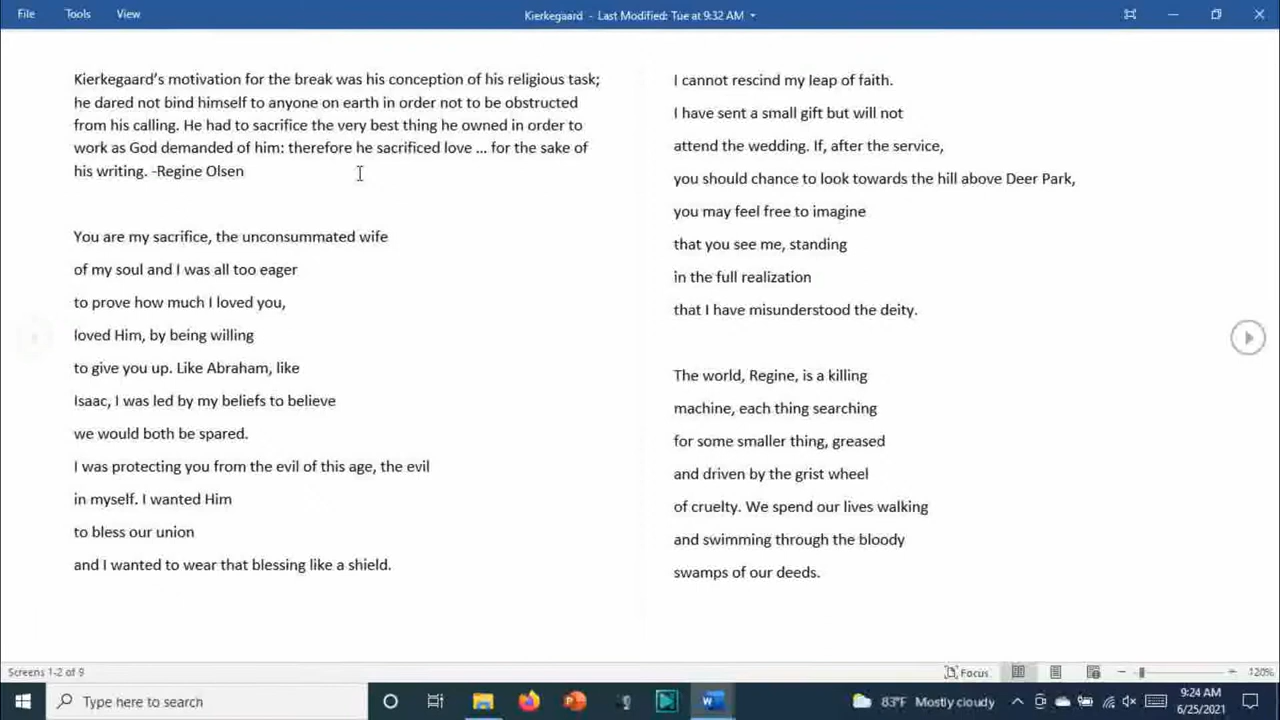 File Tools View Kierkegaard - Last Modified: Tue at 9:32 AM
Kierkegaard's motivation for the break was his conception of his religious task;
he dared not bind himself to anyone on earth in order not to be obstructed
from his calling. He had to sacrifice the very best thing he owned in order to
work as God demanded of him: therefore he sacrificed love ... for the sake of
his writing. -Regine Olsen
You are my sacrifice, the unconsummated wife
of my soul and I was all too eager
to prove how much I loved you,
loved Him, by being willing
to give you up. Like Abraham, like
Isaac, I was led by my beliefs to believe
we would both be spared.
I was protecting you from the evil of this age, the evil
in myself. I wanted Him
to bless our union
and I wanted to wear that blessing like a shield.
I cannot rescind my leap of faith.
I have sent a small gift but will not
attend the wedding. If, after the service,
you should chance to look towards the hill above Deer Park,
you may feel free to imagine
that you see me, standing
in the full realization
that I have misunderstood the deity.
The world, Regine, is a killing
machine, each thing searching
for some smaller thing, greased
and driven by the grist wheel
of cruelty. We spend our lives walking
and swimming through the bloody
swamps of our deeds.
Screens 1-2 of 9 Focus 120%
Type here to search 83°F Mostly cloudy 9:24 AM
6/25/2021